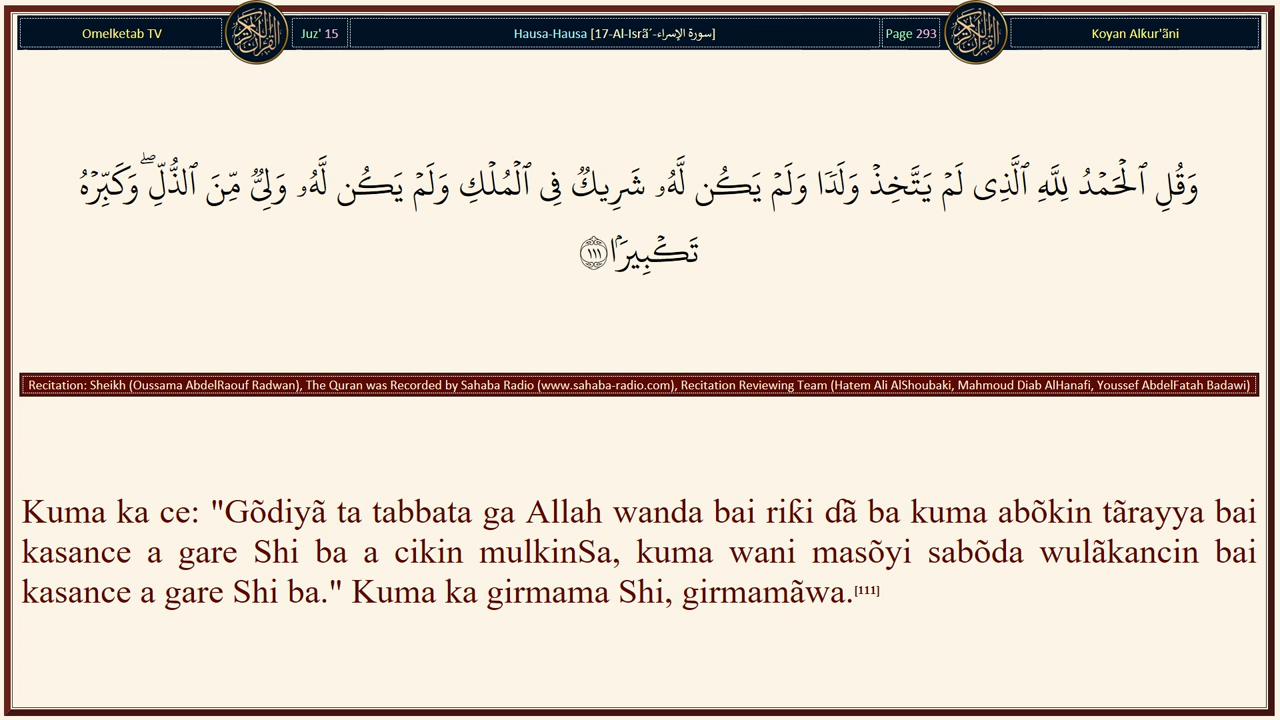 Omelketab TV
Juz' 15
Hausa-Hausa [17-Al-Isrã´-سورة الإسراء]
Page 293
Koyan Alƙur'ãni
وَقُلِ ٱلْحَمْدُ لِلَّهِ ٱلَّذِى لَمْ يَتَّخِذْ وَلَدًا وَلَمْ يَكُن لَّهُۥ شَرِيكٌ فِى ٱلْمُلْكِ وَلَمْ يَكُن لَّهُۥ وَلِىٌّ مِّنَ ٱلذُّلِّ ۖ وَكَبِّرْهُ
تَكْبِيرًۢا ١١١
Recitation: Sheikh (Oussama AbdelRaouf Radwan), The Quran was Recorded by Sahaba Radio (www.sahaba-radio.com), Recitation Reviewing Team (Hatem Ali AlShoubaki, Mahmoud Diab AlHanafi, Youssef AbdelFatah Badawi)
Kuma ka ce: "Gõdiyã ta tabbata ga Allah wanda bai riƙi ɗã ba kuma abõkin tãrayya bai
kasance a gare Shi ba a cikin mulkinSa, kuma wani masõyi sabõda wulãkancin bai
kasance a gare Shi ba." Kuma ka girmama Shi, girmamãwa.[111]